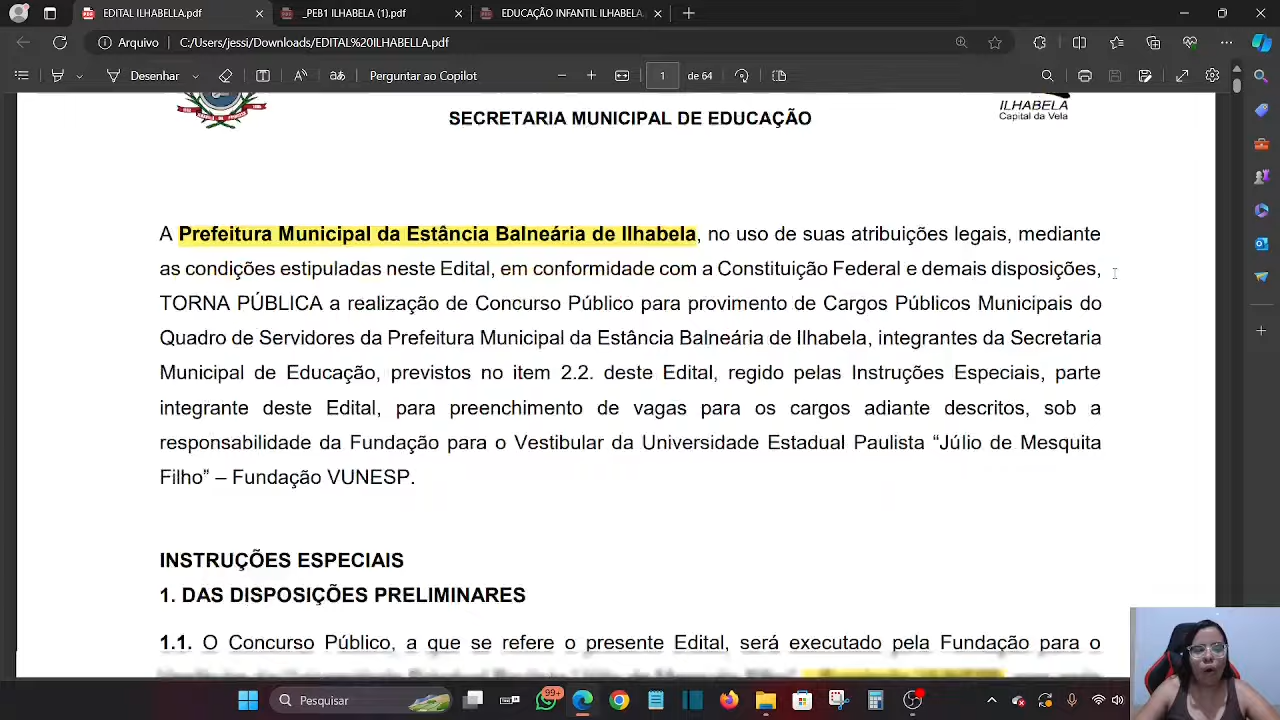 EDITAL ILHABELLA.pdf
_PEB1 ILHABELA (1).pdf
EDUCAÇÃO INFANTIL ILHABELA,
Arquivo
C:/Users/jessi/Downloads/EDITAL%20ILHABELLA.pdf
Desenhar
Perguntar ao Copilot
1
de 64
SECRETARIA MUNICIPAL DE EDUCAÇÃO
ILHABELA
Capital da Vela
A Prefeitura Municipal da Estância Balneária de Ilhabela, no uso de suas atribuições legais, mediante
as condições estipuladas neste Edital, em conformidade com a Constituição Federal e demais disposições,
TORNA PÚBLICA a realização de Concurso Público para provimento de Cargos Públicos Municipais do
Quadro de Servidores da Prefeitura Municipal da Estância Balneária de Ilhabela, integrantes da Secretaria
Municipal de Educação, previstos no item 2.2. deste Edital, regido pelas Instruções Especiais, parte
integrante deste Edital, para preenchimento de vagas para os cargos adiante descritos, sob a
responsabilidade da Fundação para o Vestibular da Universidade Estadual Paulista “Júlio de Mesquita
Filho” – Fundação VUNESP.
INSTRUÇÕES ESPECIAIS
1. DAS DISPOSIÇÕES PRELIMINARES
1.1. O Concurso Público, a que se refere o presente Edital, será executado pela Fundação para o
Pesquisar
99+